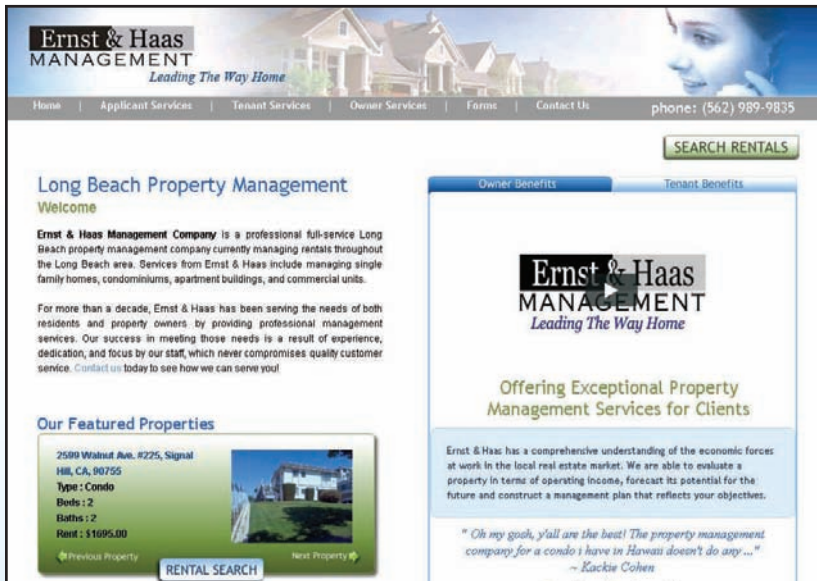 Ernst & Haas
MANAGEMENT
Leading The Way Home
Home | Applicant Services | Tenant Services | Owner Services | Forms | Contact Us
phone: (562) 989-9835
SEARCH RENTALS
Long Beach Property Management
Welcome
Ernst & Haas Management Company is a professional full-service Long
Beach property management company currently managing rentals throughout
the Long Beach area. Services from Ernst & Haas include managing single
family homes, condominiums, apartment buildings, and commercial units.
For more than a decade, Ernst & Haas has been serving the needs of both
residents and property owners by providing professional management
services. Our success in meeting those needs is a result of experience,
dedication, and focus by our staff, which never compromises quality customer
service. Contact us today to see how we can serve you!
Our Featured Properties
2599 Walnut Ave. #225, Signal
Hill, CA, 90755
Type : Condo
Beds : 2
Baths : 2
Rent : $1695.00
Previous Property
Next Property
RENTAL SEARCH
Owner Benefits
Tenant Benefits
Ernst & Haas
MANAGEMENT
Leading The Way Home
Offering Exceptional Property
Management Services for Clients
Ernst & Haas has a comprehensive understanding of the economic forces
at work in the local real estate market. We are able to evaluate a
property in terms of operating income, forecast its potential for the
future and construct a management plan that reflects your objectives.
" Oh my gosh, y'all are the best! The property management
company for a condo i have in Hawaii doesn't do any ..."
~ Kackie Cohen